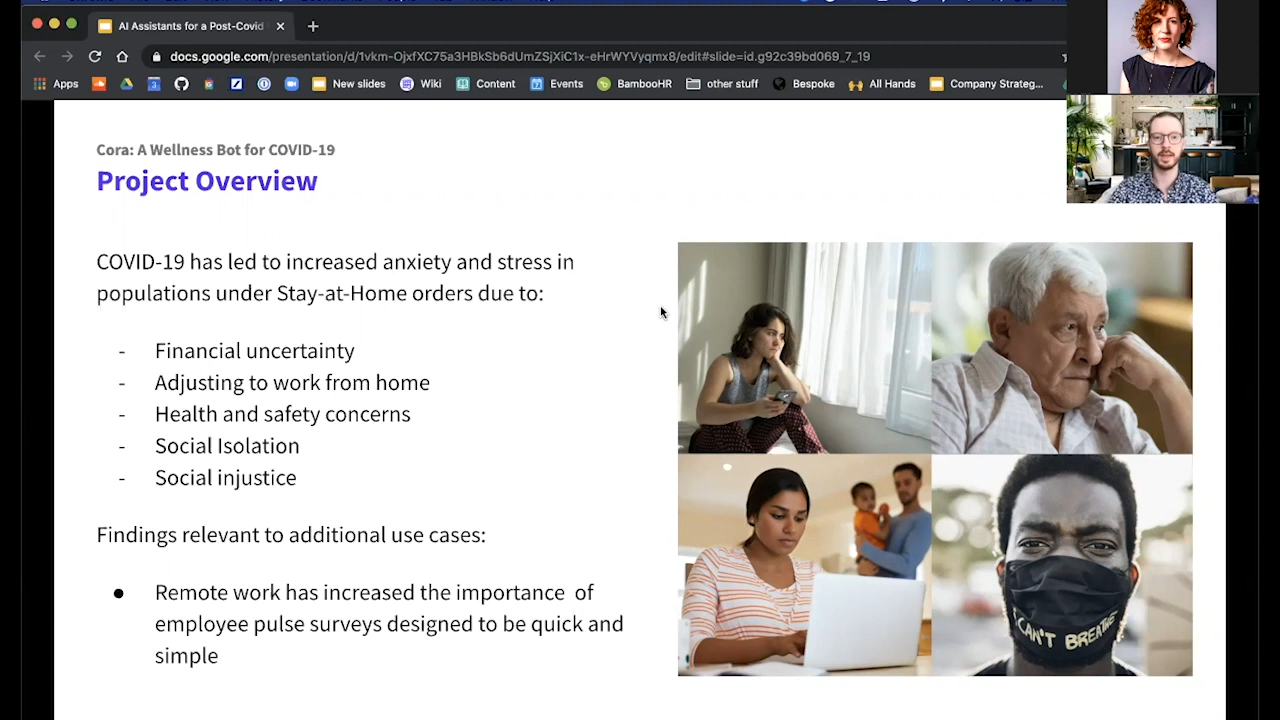 AI Assistants for a Post-Covid
docs.google.com/presentation/d/1vkm-OjxfXC75a3HBkSb6dUmZSjXiC1x-eHrWYVyqmx8/edit#slide=id.g92c39bd069_7_19
Apps New slides Wiki Content Events BambooHR other stuff Bespoke All Hands Company Strateg...
Cora: A Wellness Bot for COVID-19
Project Overview
COVID-19 has led to increased anxiety and stress in
populations under Stay-at-Home orders due to:
- Financial uncertainty
- Adjusting to work from home
- Health and safety concerns
- Social Isolation
- Social injustice
Findings relevant to additional use cases:
● Remote work has increased the importance of
employee pulse surveys designed to be quick and
simple
CAN'T BREATHE